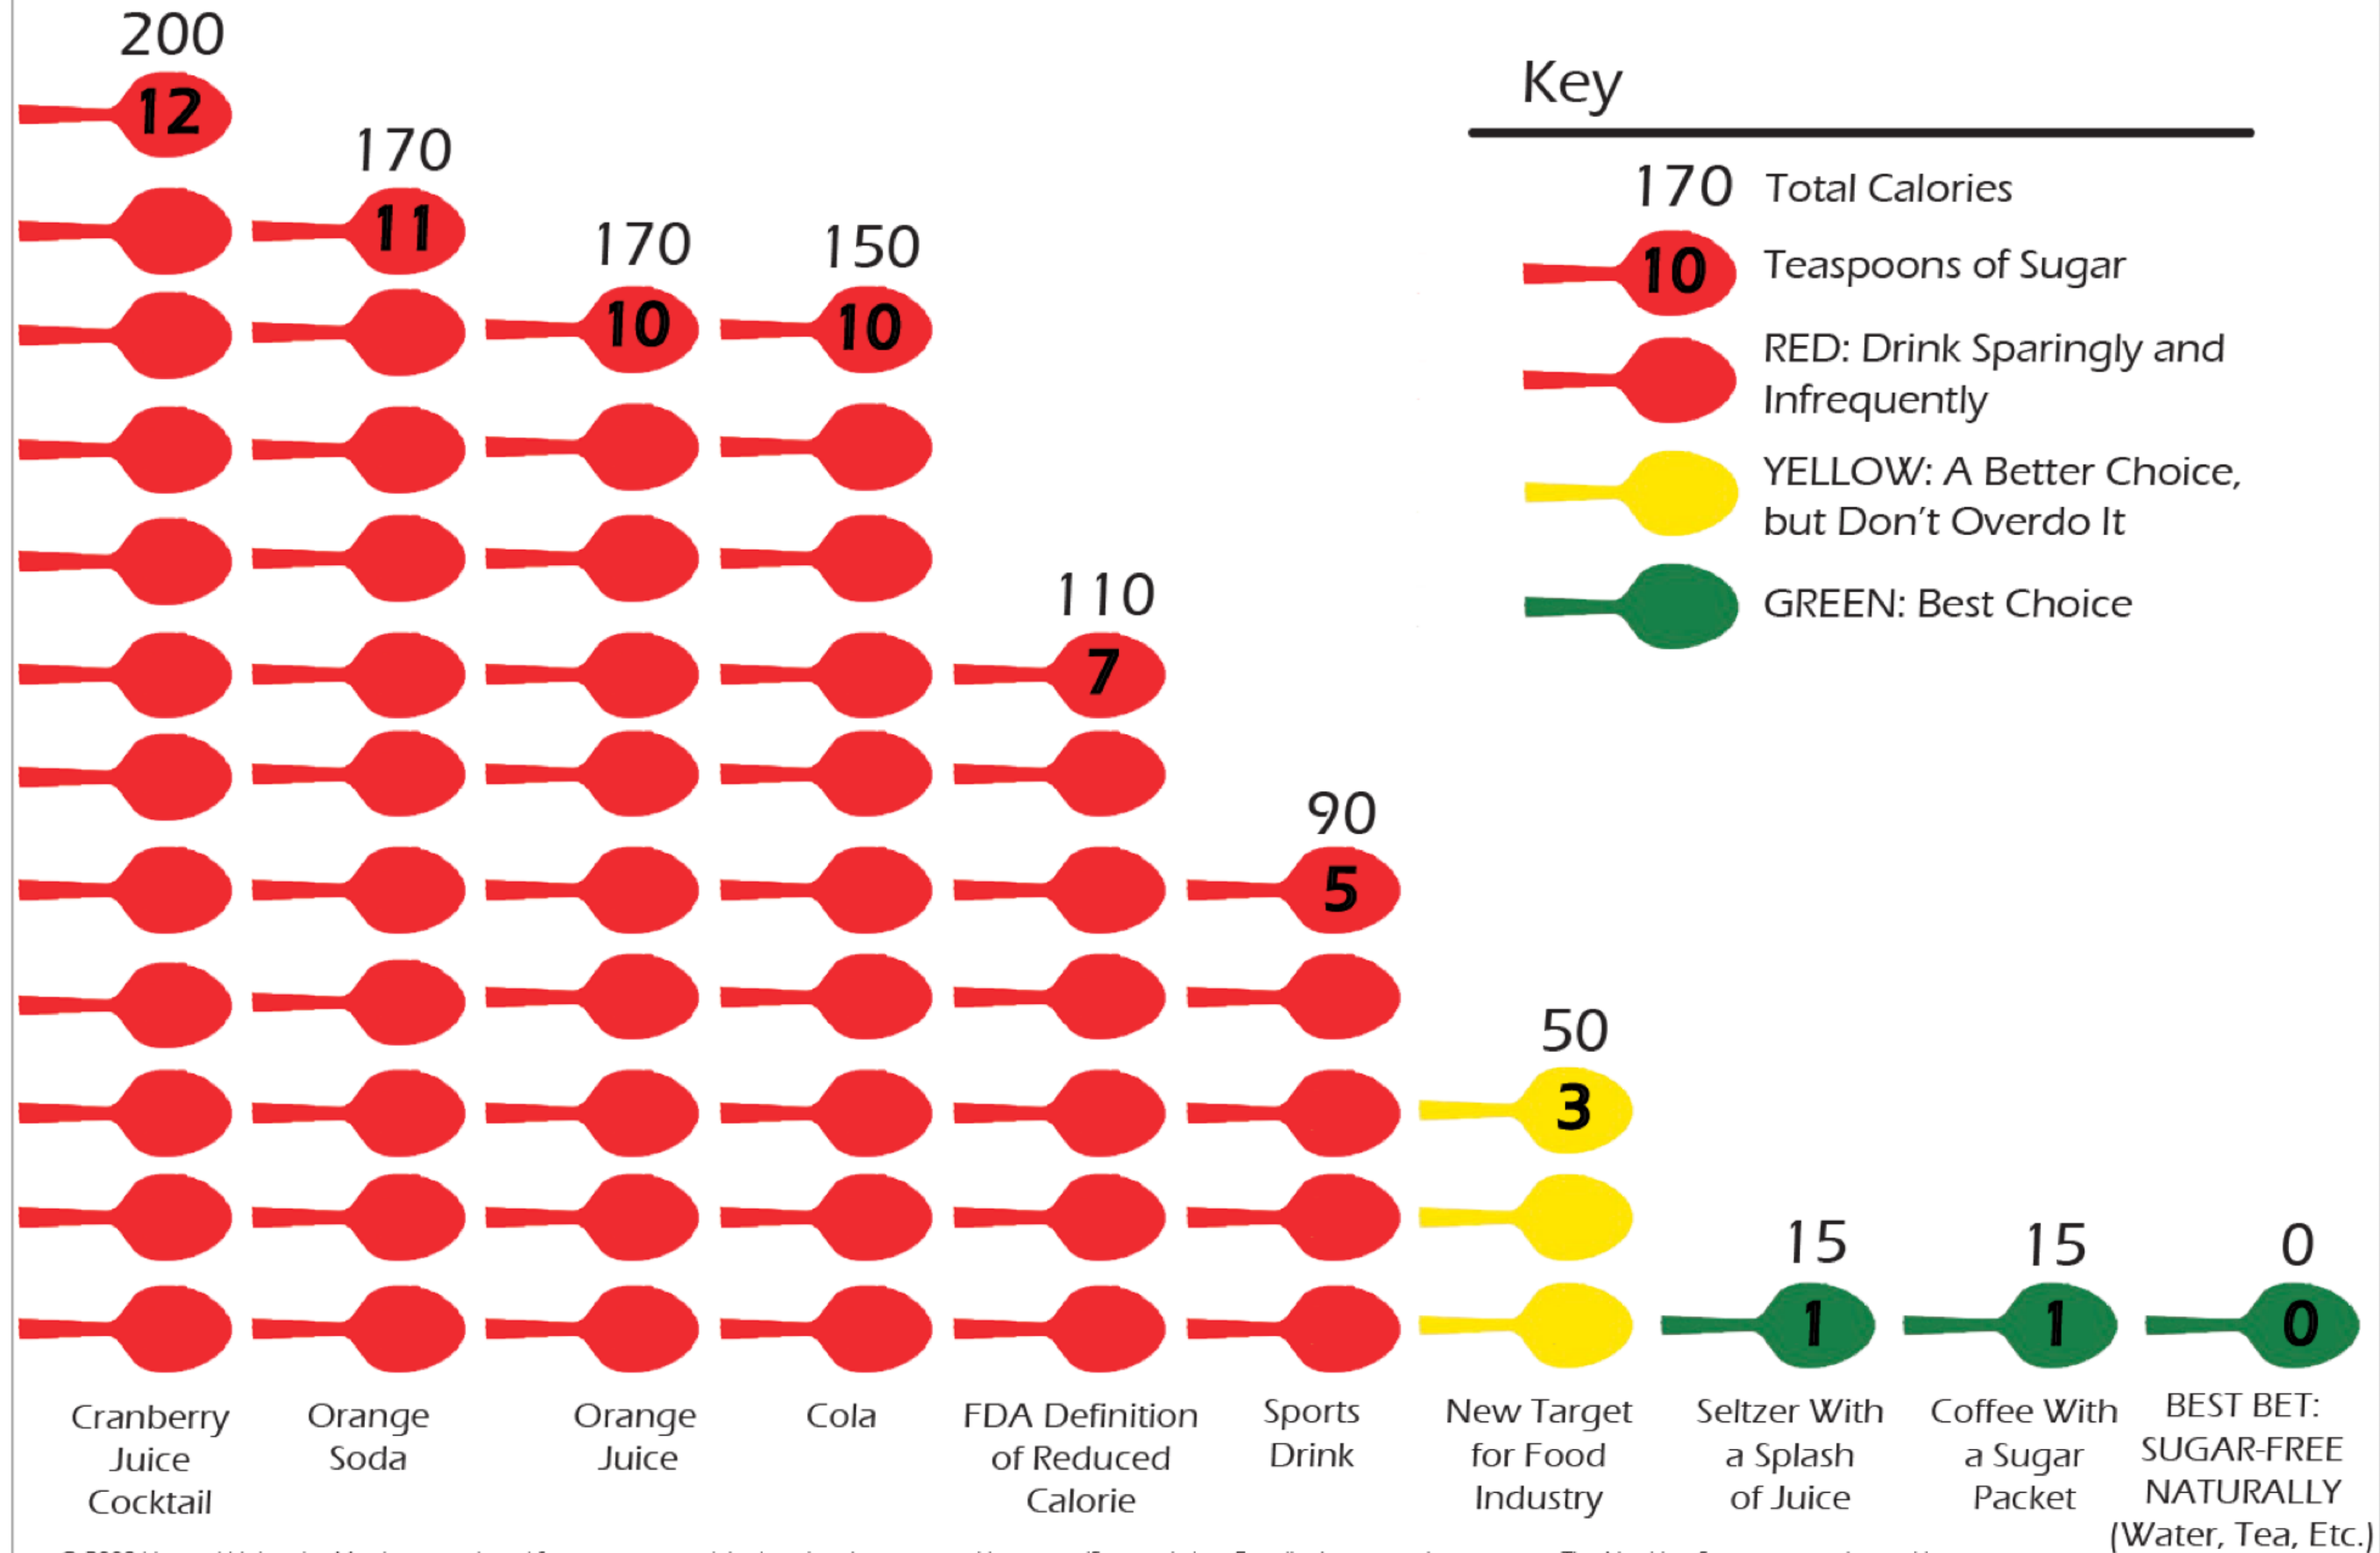 200
12
170
11
170
10
150
10
110
7
90
5
50
3
15
1
15
1
0
0
Key
170 Total Calories
10 Teaspoons of Sugar
RED: Drink Sparingly and
Infrequently
YELLOW: A Better Choice,
but Don't Overdo It
GREEN: Best Choice
Cranberry
Juice
Cocktail
Orange
Soda
Orange
Juice
Cola
FDA Definition
of Reduced
Calorie
Sports
Drink
New Target
for Food
Industry
Seltzer With
a Splash
of Juice
Coffee With
a Sugar
Packet
BEST BET:
SUGAR-FREE
NATURALLY
(Water, Tea, Etc.)